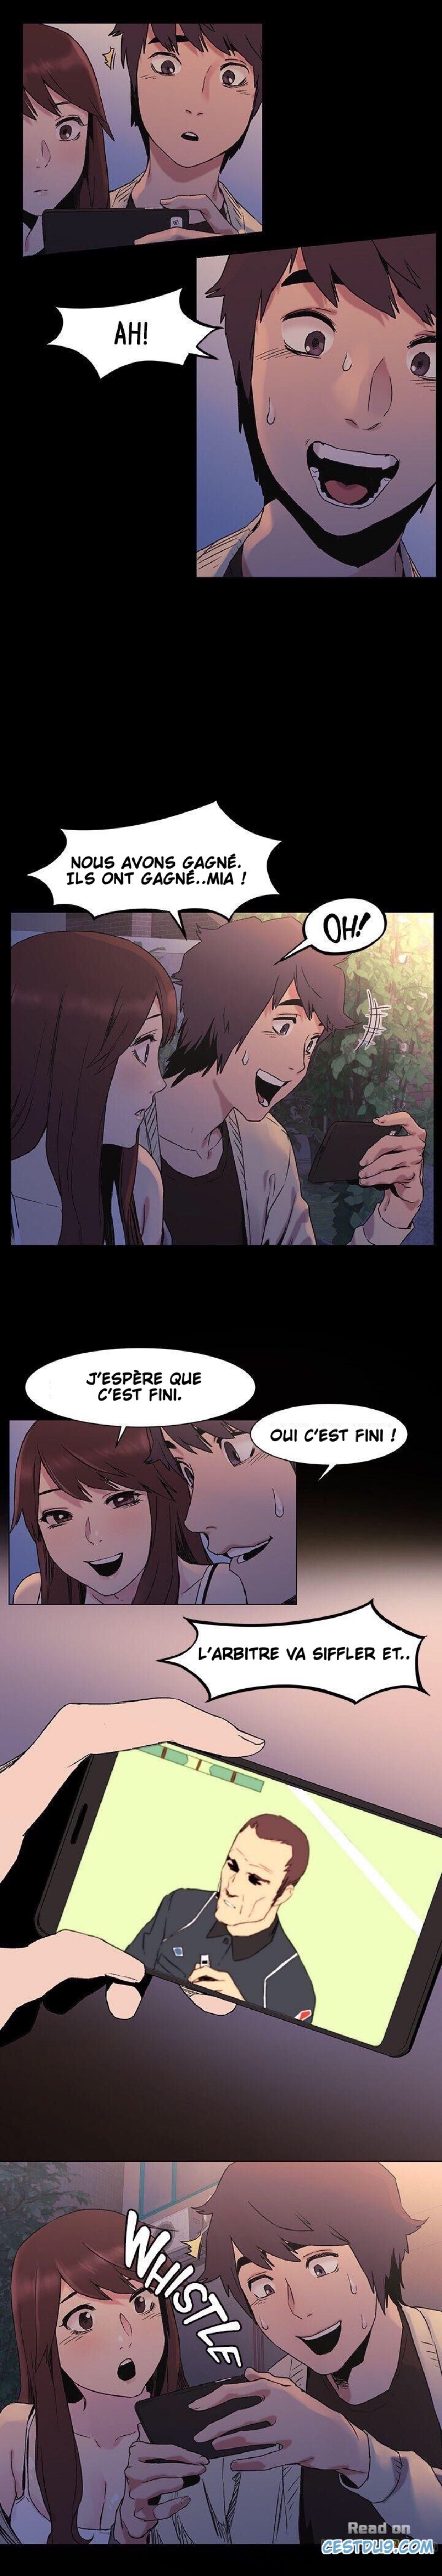 AH!
NOUS AVONS GAGNÉ.
ILS ONT GAGNÉ..MIA !
OH!
J'ESPÈRE QUE
C'EST FINI.
OUI C'EST FINI !
L'ARBITRE VA SIFFLER ET..
WHISTLE
Read on
CESTDU9.COM